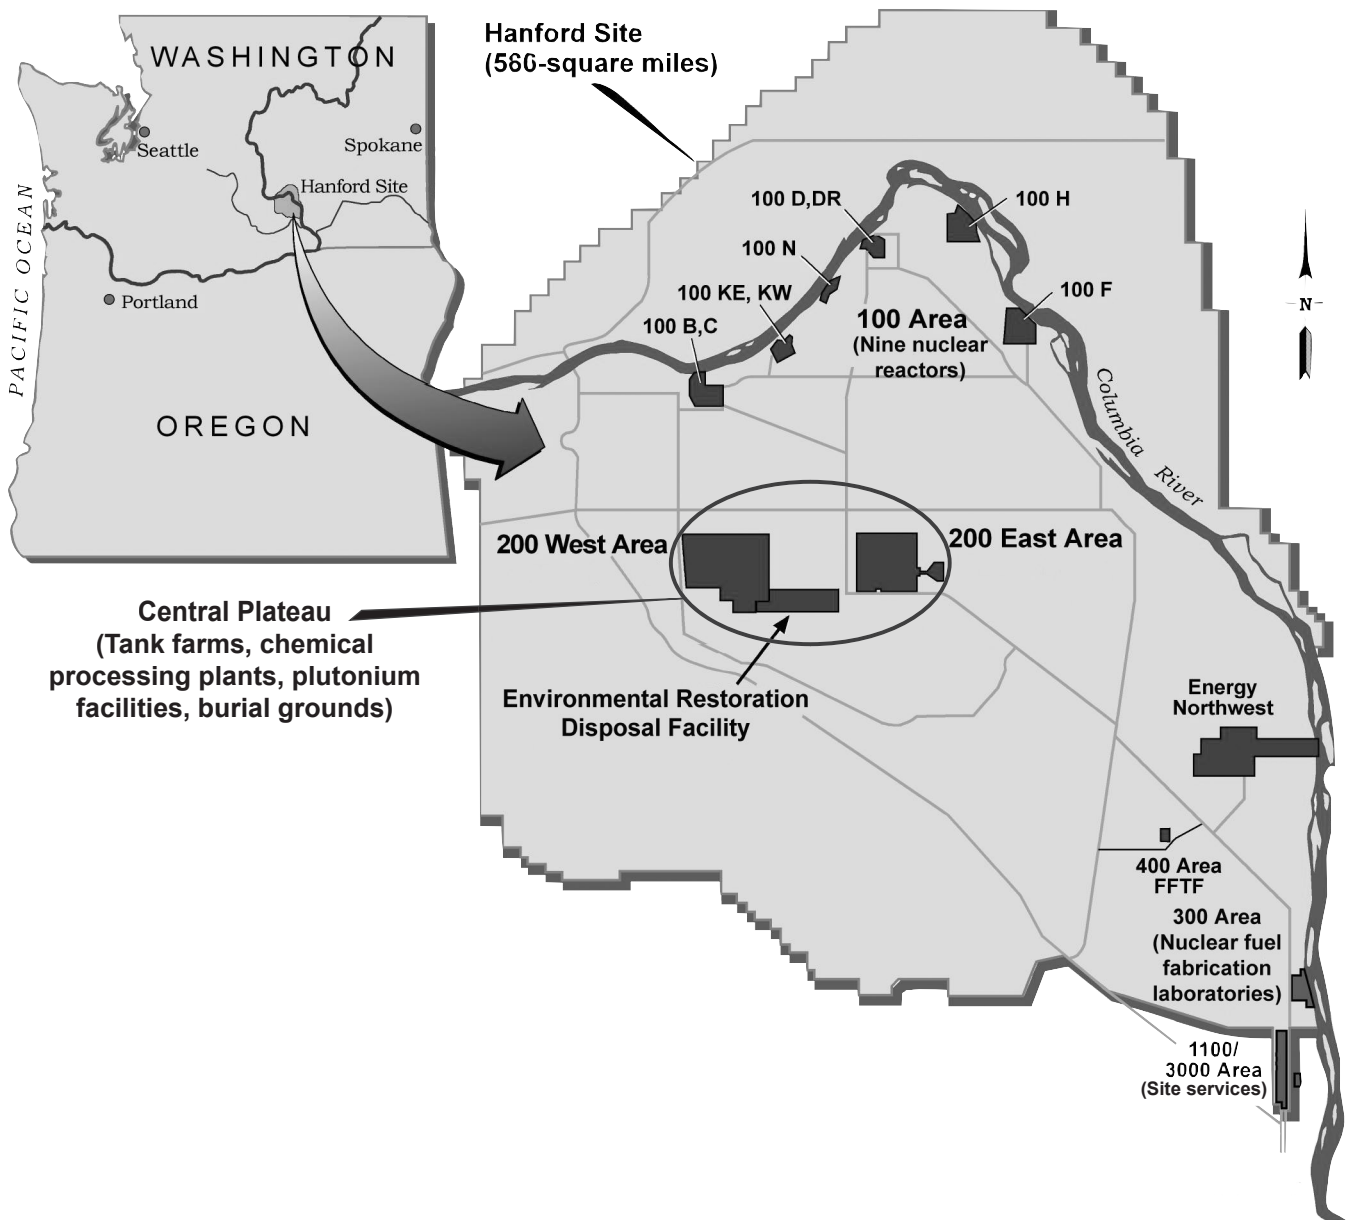 WASHINGTON
Seattle
Spokane
Hanford Site
PACIFIC OCEAN
Portland
OREGON
Hanford Site
(586-square miles)
100 D,DR
100 H
100 N
100 KE, KW
100 F
100 B,C
100 Area
(Nine nuclear
reactors)
N
Columbia River
200 West Area
200 East Area
Central Plateau
(Tank farms, chemical
processing plants, plutonium
facilities, burial grounds)
Environmental Restoration
Disposal Facility
Energy
Northwest
400 Area
FFTF
300 Area
(Nuclear fuel
fabrication
laboratories)
1100/
3000 Area
(Site services)